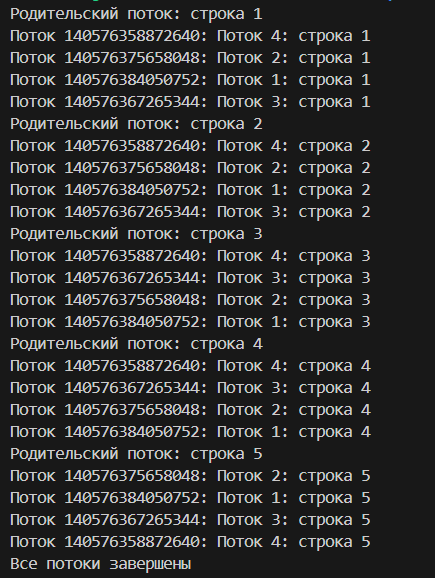 Родительский поток: строка 1
Поток 140576358872640: Поток 4: строка 1
Поток 140576375658048: Поток 2: строка 1
Поток 140576384050752: Поток 1: строка 1
Поток 140576367265344: Поток 3: строка 1
Родительский поток: строка 2
Поток 140576358872640: Поток 4: строка 2
Поток 140576375658048: Поток 2: строка 2
Поток 140576384050752: Поток 1: строка 2
Поток 140576367265344: Поток 3: строка 2
Родительский поток: строка 3
Поток 140576358872640: Поток 4: строка 3
Поток 140576367265344: Поток 3: строка 3
Поток 140576375658048: Поток 2: строка 3
Поток 140576384050752: Поток 1: строка 3
Родительский поток: строка 4
Поток 140576358872640: Поток 4: строка 4
Поток 140576367265344: Поток 3: строка 4
Поток 140576375658048: Поток 2: строка 4
Поток 140576384050752: Поток 1: строка 4
Родительский поток: строка 5
Поток 140576375658048: Поток 2: строка 5
Поток 140576384050752: Поток 1: строка 5
Поток 140576367265344: Поток 3: строка 5
Поток 140576358872640: Поток 4: строка 5
Все потоки завершены